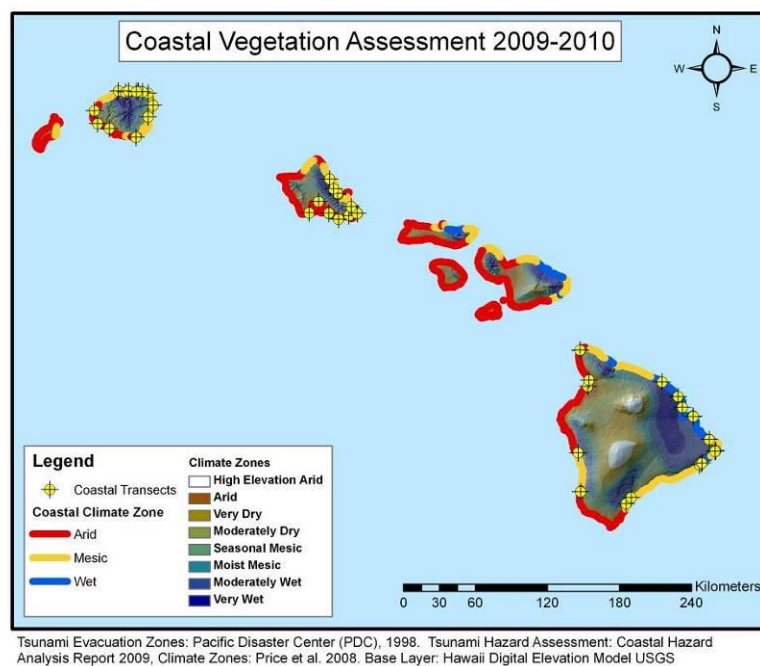 Coastal Vegetation Assessment 2009-2010
N
W E
S
Legend
Coastal Transects
Coastal Climate Zone
Arid
Mesic
Wet
Climate Zones
High Elevation Arid
Arid
Very Dry
Moderately Dry
Seasonal Mesic
Moist Mesic
Moderately Wet
Very Wet
Kilometers
0 30 60 120 180 240
Tsunami Evacuation Zones: Pacific Disaster Center (PDC), 1998. Tsunami Hazard Assessment: Coastal Hazard
Analysis Report 2009, Climate Zones: Price et al. 2008. Base Layer: Hawaii Digital Elevation Model USGS